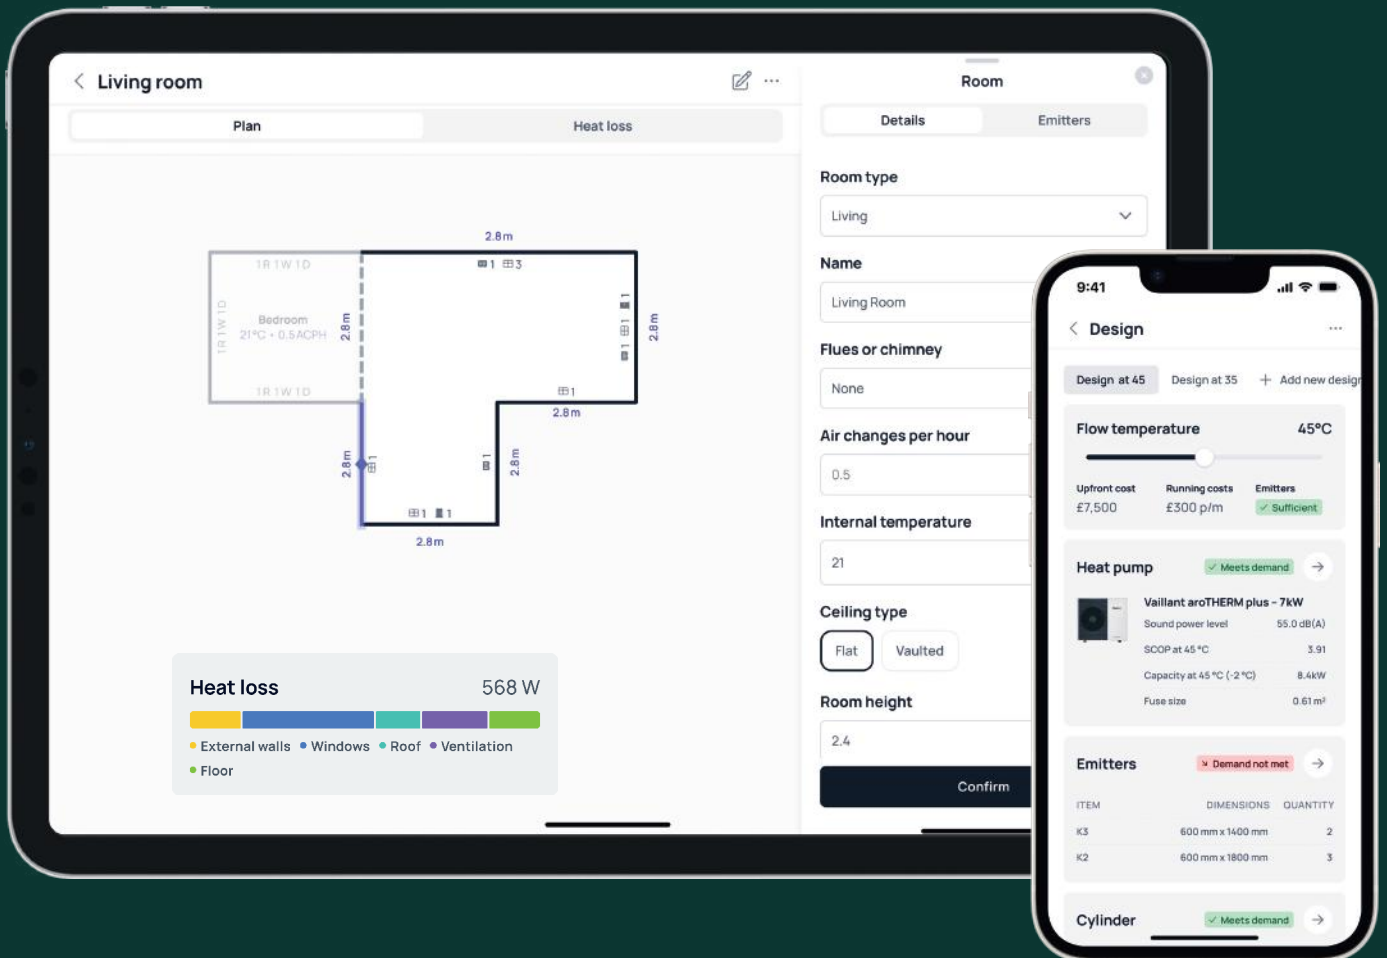 Living room
Plan
Heat loss
2.8m
1R 1W 1D
1 3
1R 1W 1D
Bedroom
21°C • 0.5ACPH
2.8m
1
1
1
2.8m
1R 1W 1D
1
2.8m
2.8m
1
1
2.8m
1 1
2.8m
Heat loss 568 W
External walls Windows Roof Ventilation
Floor
Room
Details
Emitters
Room type
Living
Name
Living Room
Flues or chimney
None
Air changes per hour
0.5
Internal temperature
21
Ceiling type
Flat
Vaulted
Room height
2.4
Confirm
9:41
Design
Design at 45
Design at 35
+ Add new design
Flow temperature 45°C
Upfront cost Running costs Emitters
£7,500 £300 p/m Sufficient
Heat pump Meets demand
Vaillant aroTHERM plus – 7kW
Sound power level 55.0 dB(A)
SCOP at 45 °C 3.91
Capacity at 45 °C (-2 °C) 8.4kW
Fuse size 0.61 m²
Emitters Demand not met
ITEM DIMENSIONS QUANTITY
K3 600 mm x 1400 mm 2
K2 600 mm x 1800 mm 3
Cylinder Meets demand